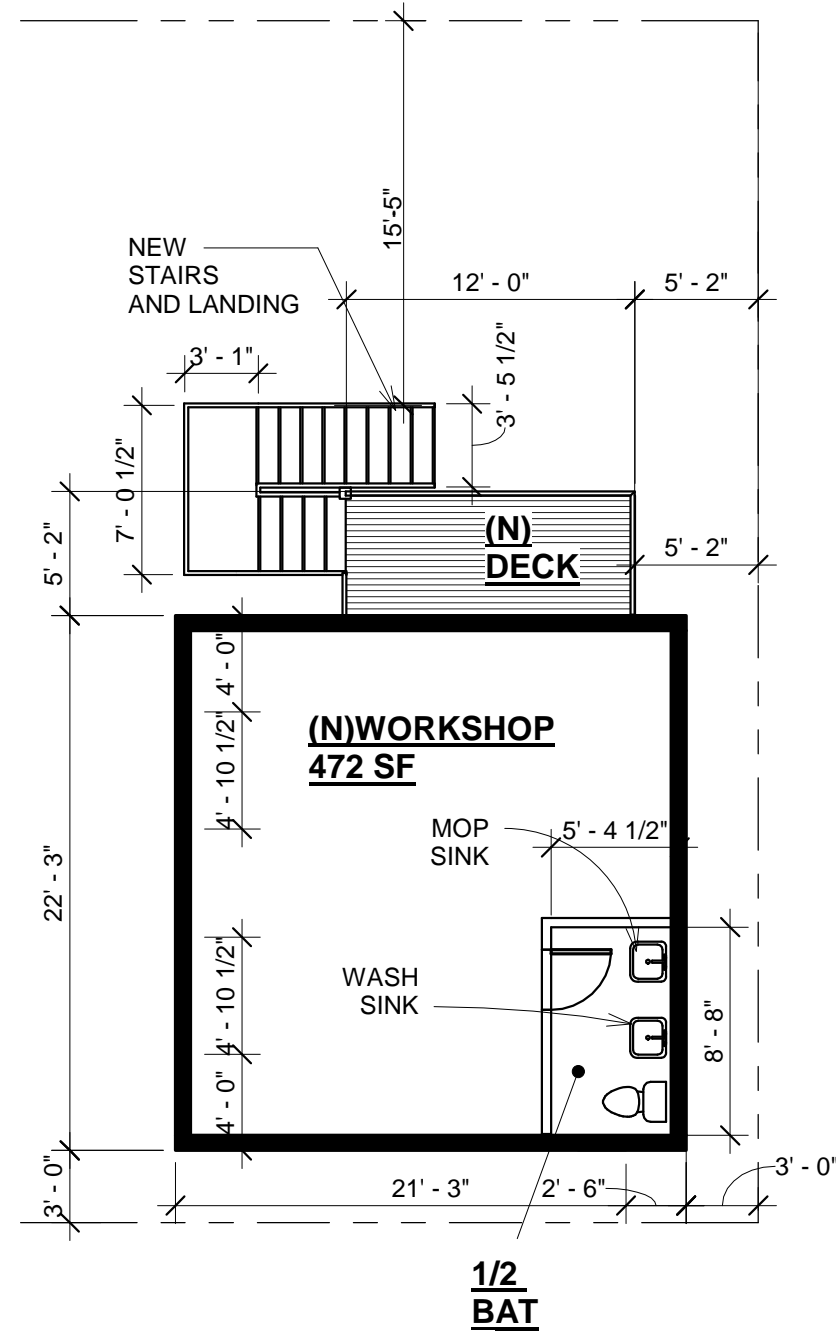 15'-5"
NEW
STAIRS
AND LANDING
12' - 0"
5' - 2"
3' - 1"
3' - 5 1/2"
7' - 0 1/2"
5' - 2"
(N)
DECK
5' - 2"
4' - 0"
(N)WORKSHOP
472 SF
4' - 10 1/2"
MOP
SINK
5' - 4 1/2"
22' - 3"
4' - 10 1/2"
WASH
SINK
8' - 8"
4' - 0"
3' - 0"
21' - 3"
2' - 6"
3' - 0"
1/2
BAT